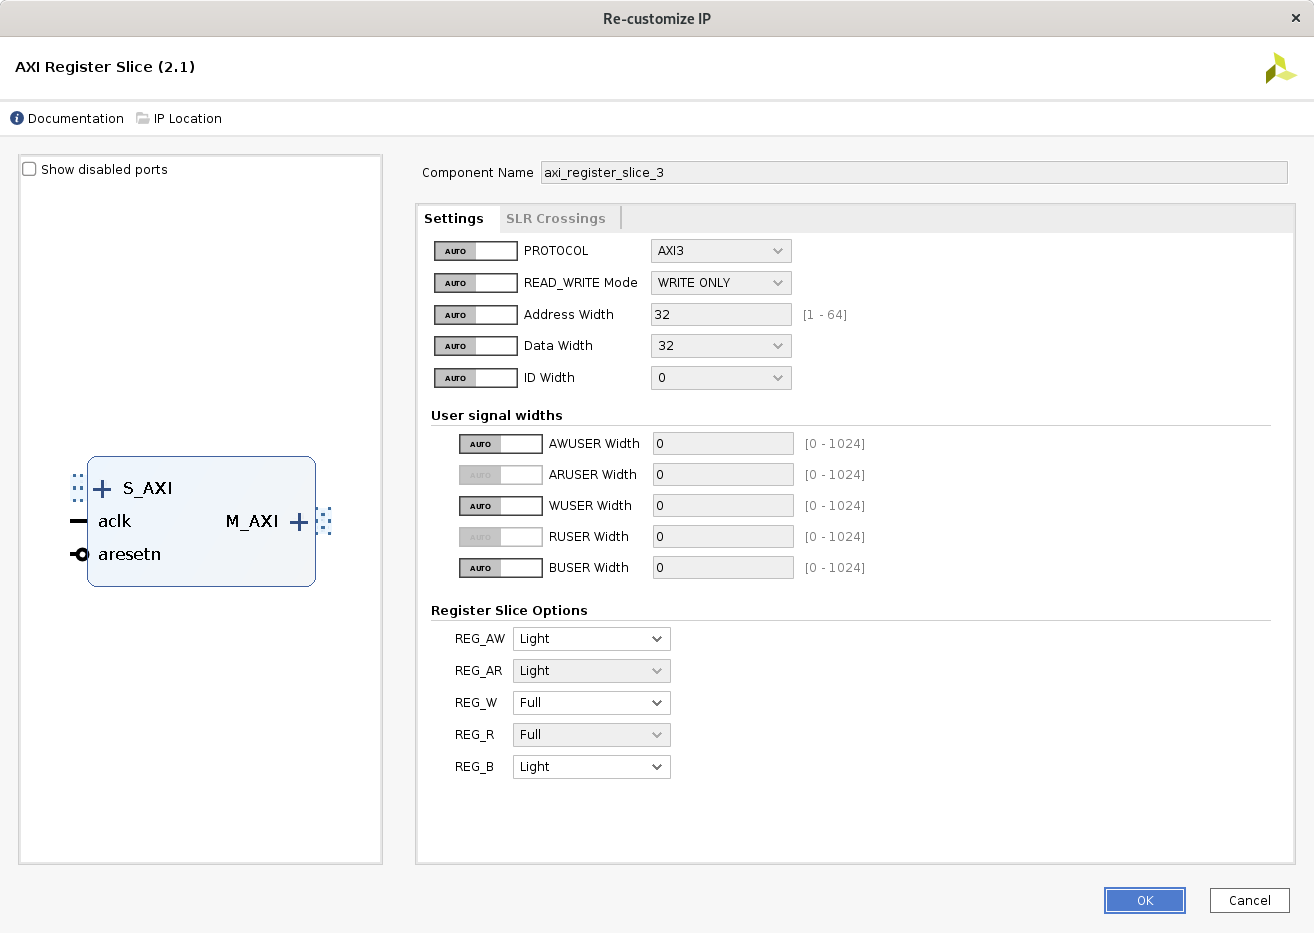 Re-customize IP
AXI Register Slice (2.1)
Documentation IP Location
Show disabled ports
S_AXI
aclk M_AXI
aresetn
Component Name axi_register_slice_3
Settings SLR Crossings
AUTO PROTOCOL AXI3
AUTO READ_WRITE Mode WRITE ONLY
AUTO Address Width 32 [1 - 64]
AUTO Data Width 32
AUTO ID Width 0
User signal widths
AUTO AWUSER Width 0 [0 - 1024]
AUTO ARUSER Width 0 [0 - 1024]
AUTO WUSER Width 0 [0 - 1024]
AUTO RUSER Width 0 [0 - 1024]
AUTO BUSER Width 0 [0 - 1024]
Register Slice Options
REG_AW Light
REG_AR Light
REG_W Full
REG_R Full
REG_B Light
OK Cancel